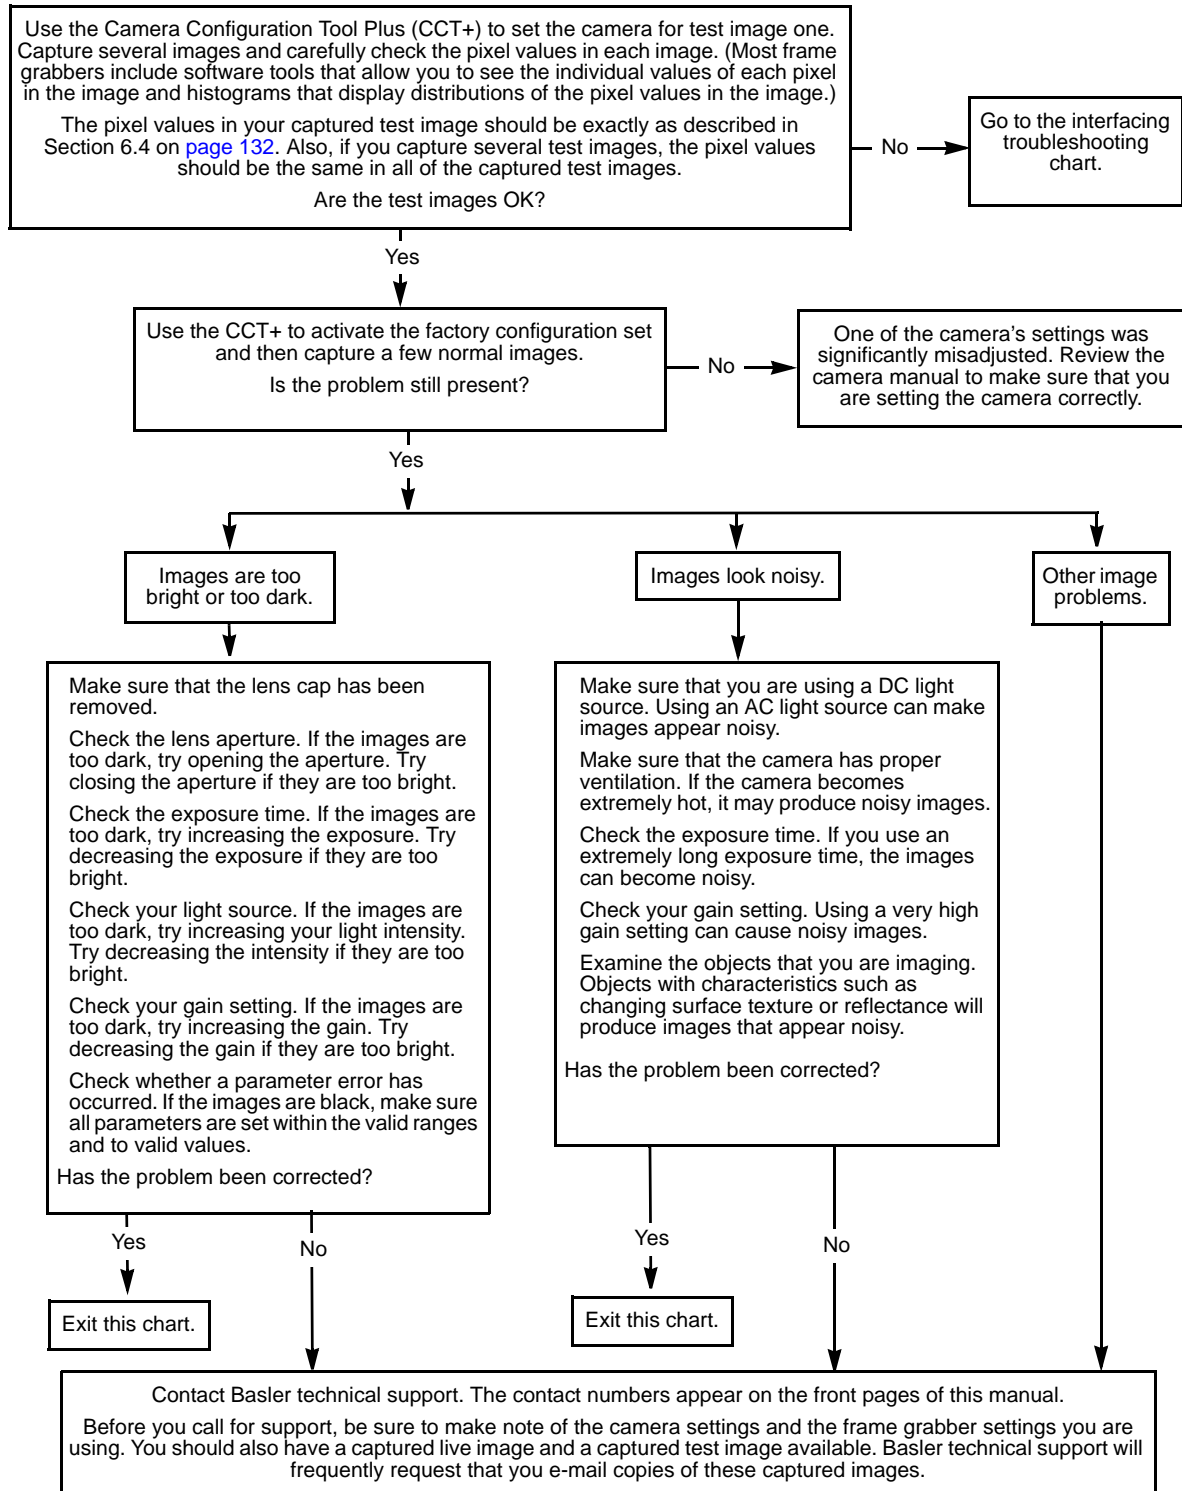 Use the Camera Configuration Tool Plus (CCT+) to set the camera for test image one.
Capture several images and carefully check the pixel values in each image. (Most frame
grabbers include software tools that allow you to see the individual values of each pixel
in the image and histograms that display distributions of the pixel values in the image.)
The pixel values in your captured test image should be exactly as described in
Section 6.4 on page 132. Also, if you capture several test images, the pixel values
should be the same in all of the captured test images.
Are the test images OK?
No
Go to the interfacing
troubleshooting
chart.
Yes
Use the CCT+ to activate the factory configuration set
and then capture a few normal images.
Is the problem still present?
No
One of the camera's settings was
significantly misadjusted. Review the
camera manual to make sure that you
are setting the camera correctly.
Yes
Images are too
bright or too dark.
Images look noisy.
Other image
problems.
Make sure that the lens cap has been
removed.
Check the lens aperture. If the images are
too dark, try opening the aperture. Try
closing the aperture if they are too bright.
Check the exposure time. If the images are
too dark, try increasing the exposure. Try
decreasing the exposure if they are too
bright.
Check your light source. If the images are
too dark, try increasing your light intensity.
Try decreasing the intensity if they are too
bright.
Check your gain setting. If the images are
too dark, try increasing the gain. Try
decreasing the gain if they are too bright.
Check whether a parameter error has
occurred. If the images are black, make sure
all parameters are set within the valid ranges
and to valid values.
Has the problem been corrected?
Make sure that you are using a DC light
source. Using an AC light source can make
images appear noisy.
Make sure that the camera has proper
ventilation. If the camera becomes
extremely hot, it may produce noisy images.
Check the exposure time. If you use an
extremely long exposure time, the images
can become noisy.
Check your gain setting. Using a very high
gain setting can cause noisy images.
Examine the objects that you are imaging.
Objects with characteristics such as
changing surface texture or reflectance will
produce images that appear noisy.
Has the problem been corrected?
Yes
No
Yes
No
Exit this chart.
Exit this chart.
Contact Basler technical support. The contact numbers appear on the front pages of this manual.
Before you call for support, be sure to make note of the camera settings and the frame grabber settings you are
using. You should also have a captured live image and a captured test image available. Basler technical support will
frequently request that you e-mail copies of these captured images.